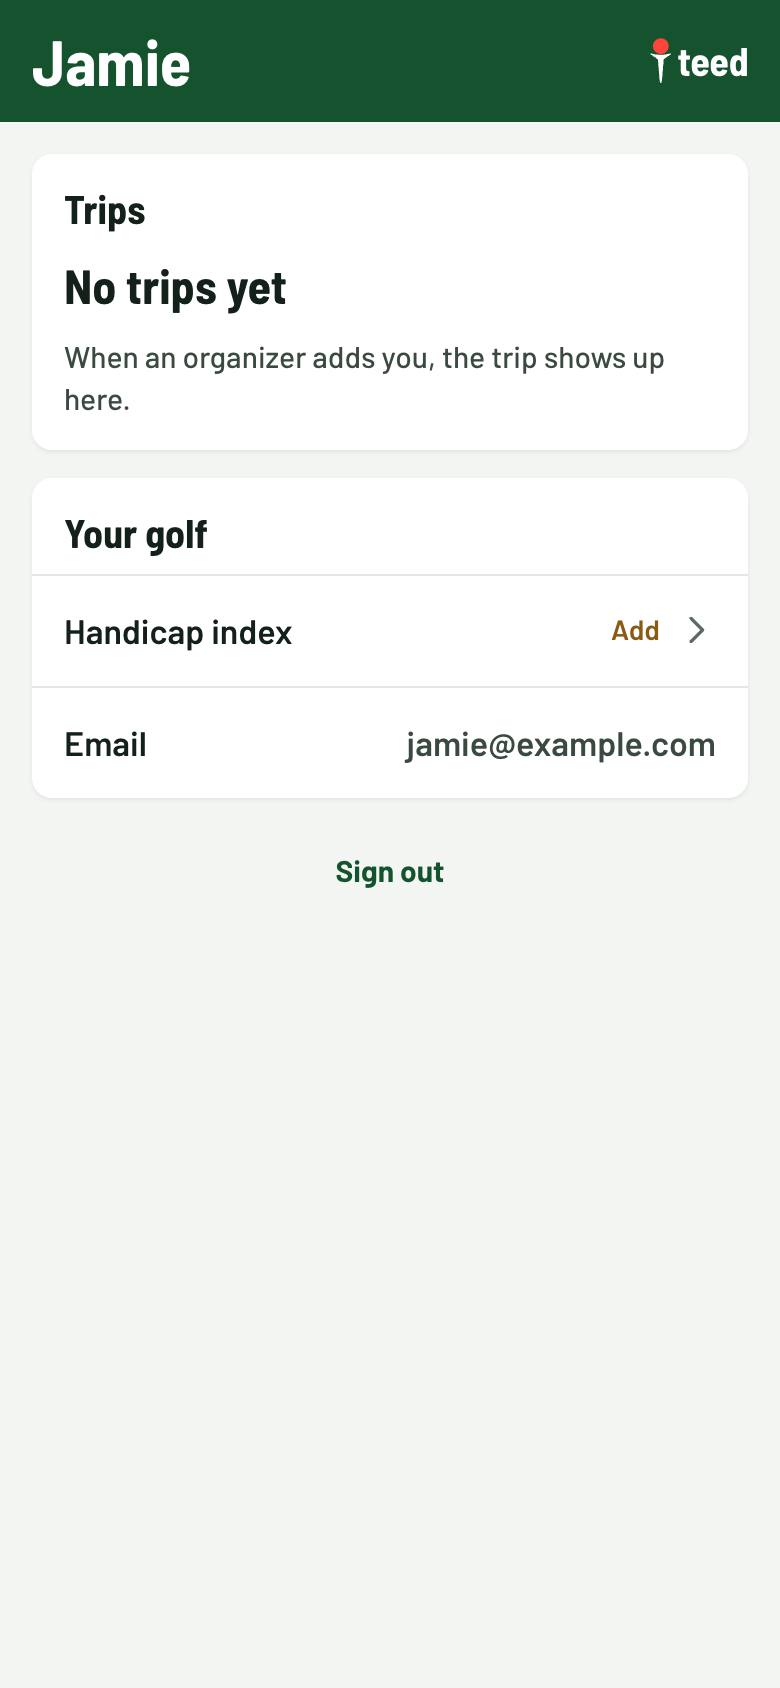 Jamie
teed
Trips
No trips yet
When an organizer adds you, the trip shows up
here.
Your golf
Handicap index
Add
Email
jamie@example.com
Sign out